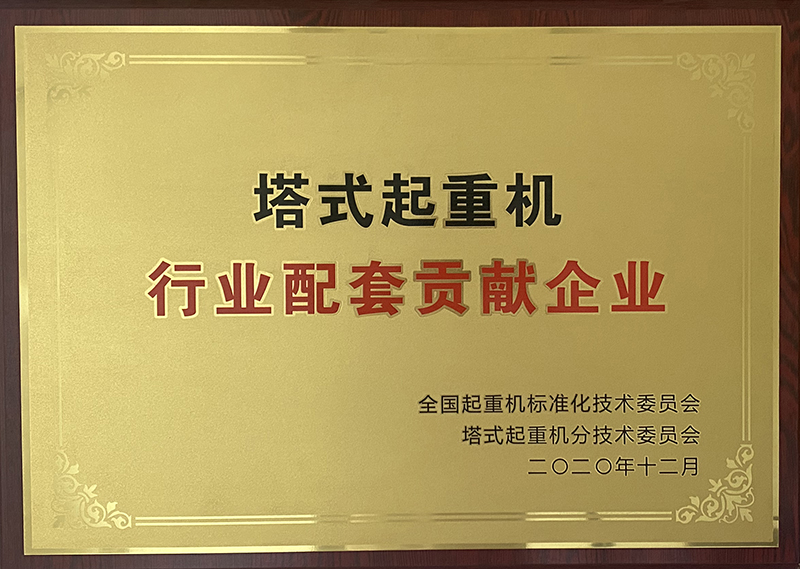 塔式起重机
行业配套贡献企业
全国起重机标准化技术委员会
塔式起重机分技术委员会
二〇二〇年十二月